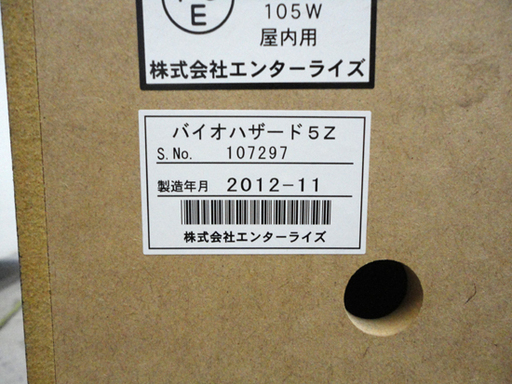 E
105W
屋内用
株式会社エンターライズ
バイオハザード5Z
S.No. 107297
製造年月 2012-11
株式会社エンターライズ